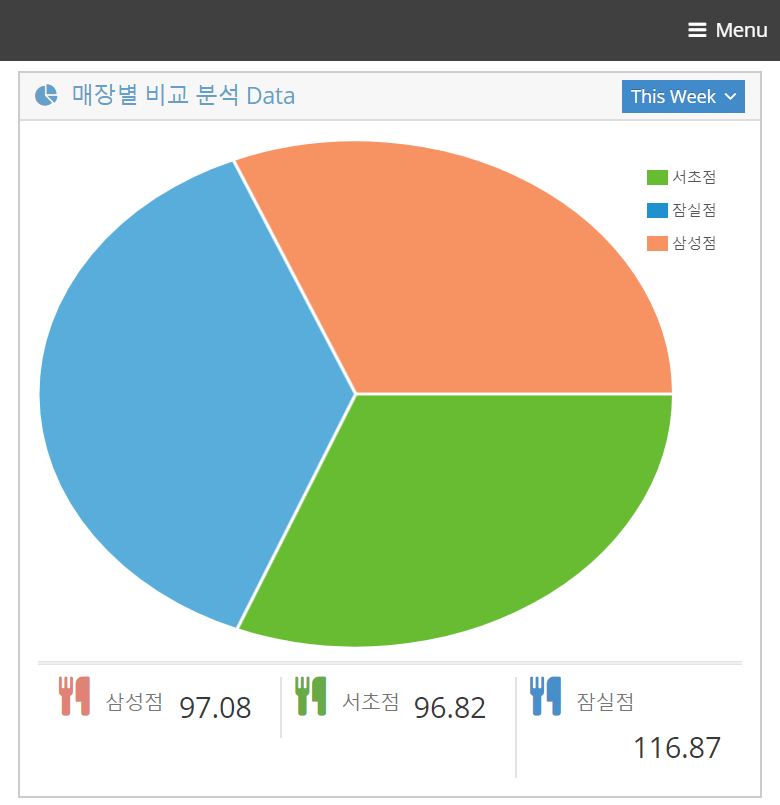 Menu
매장별 비교 분석 Data
This Week
서초점
잠실점
삼성점
삼성점 97.08
서초점 96.82
잠실점
116.87